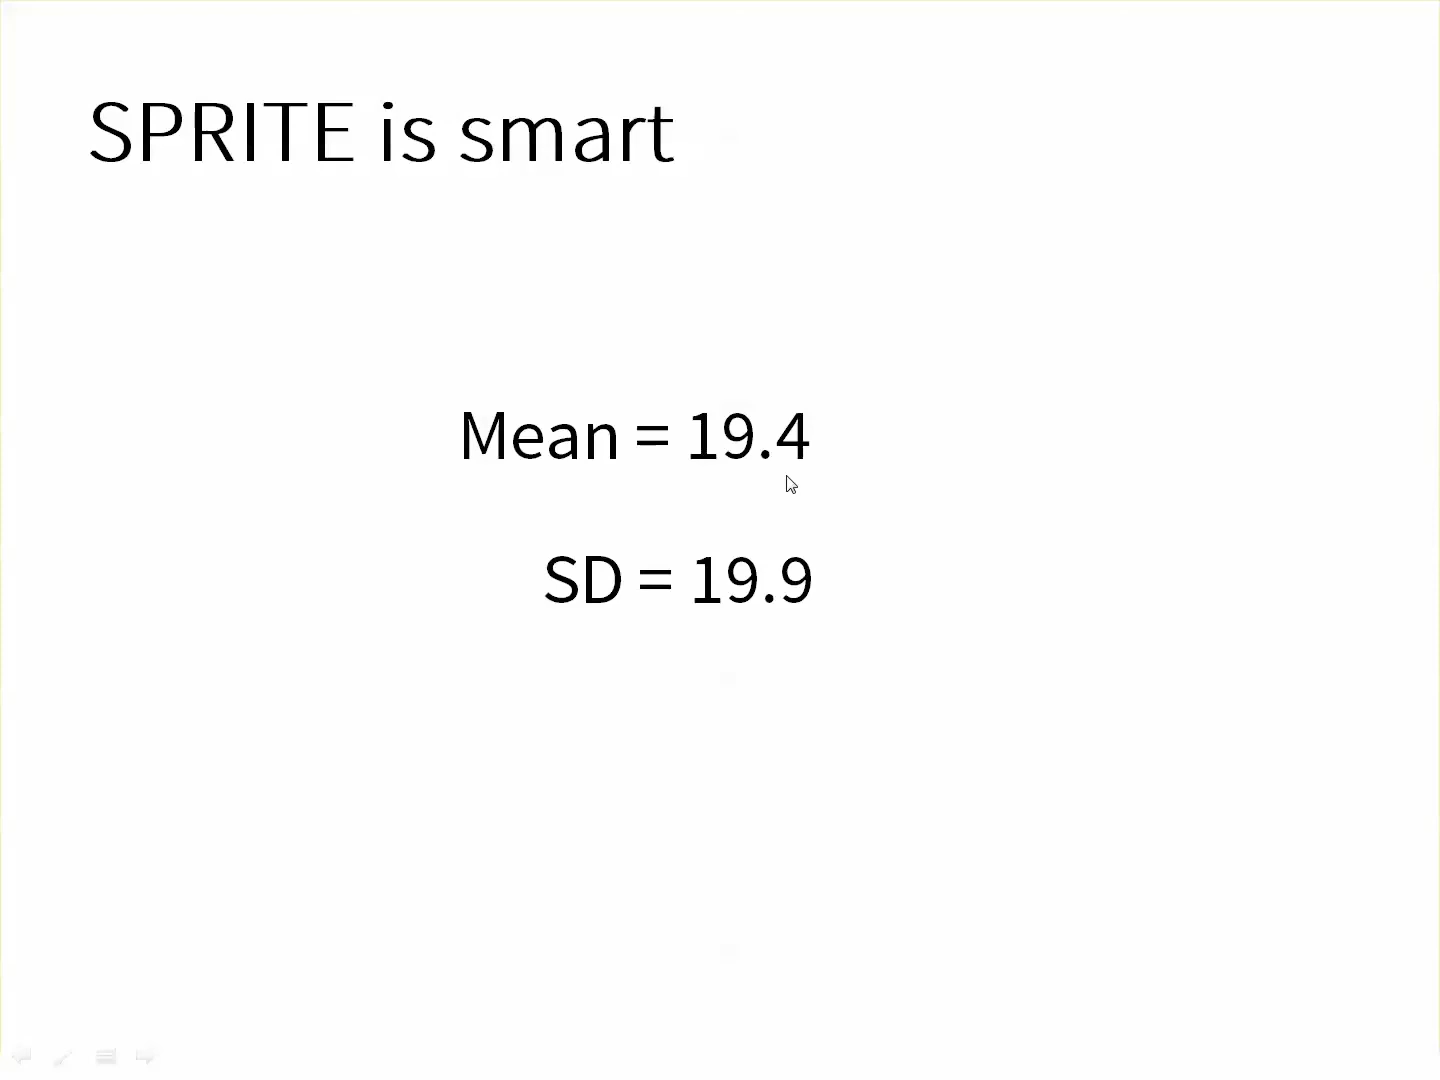 SPRITE is smart
Mean = 19.4
SD = 19.9